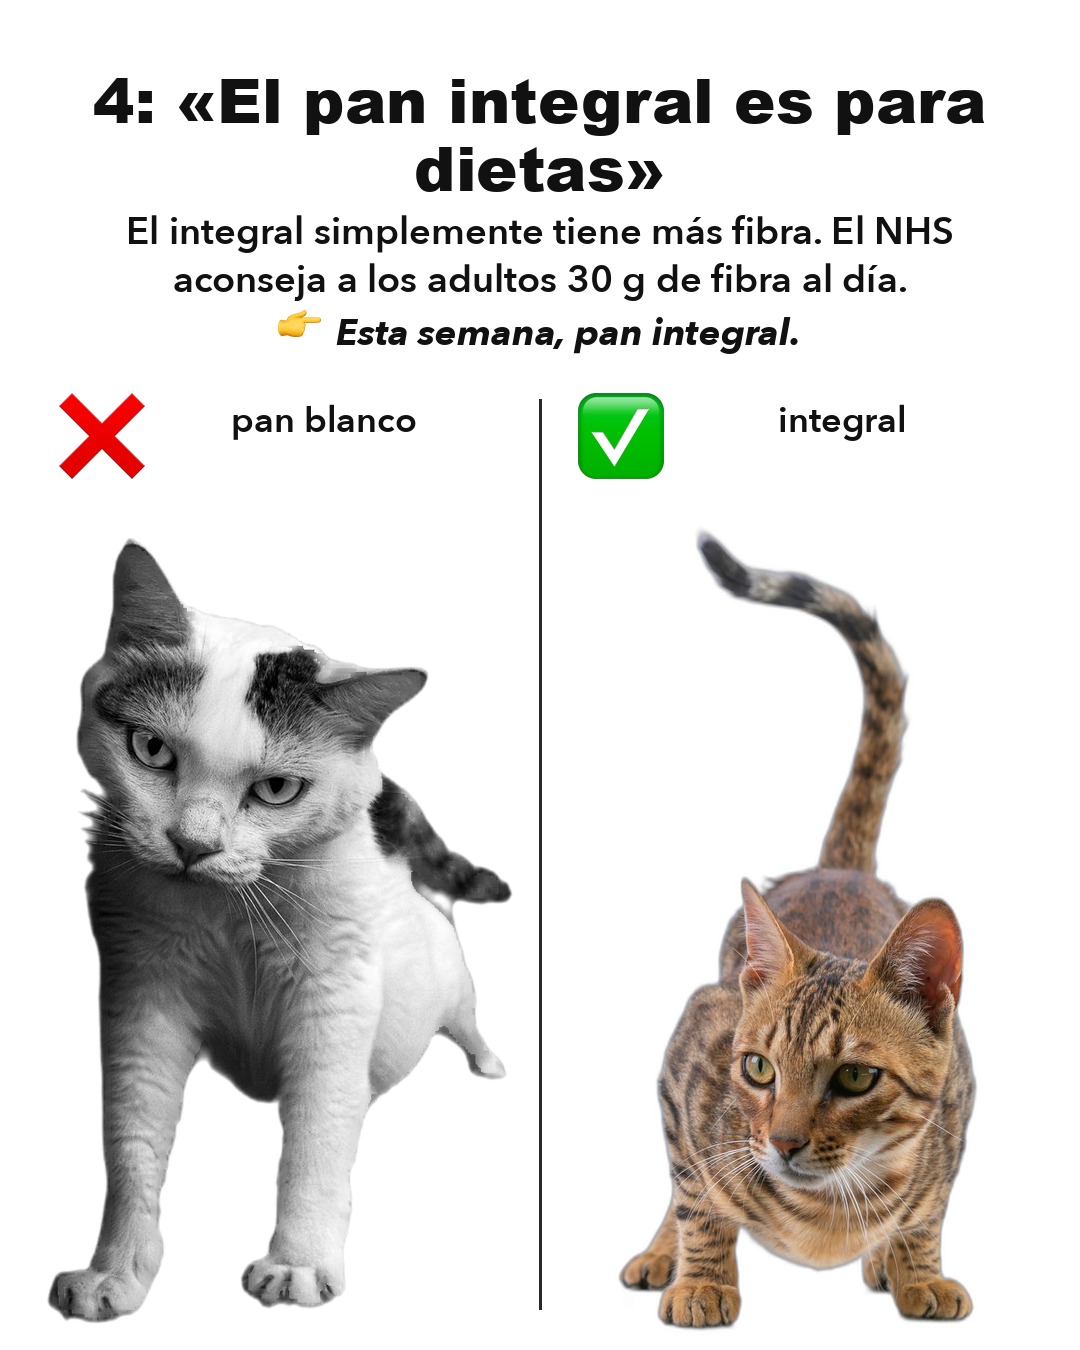 4: «El pan integral es para
dietas»
El integral simplemente tiene más fibra. El NHS
aconseja a los adultos 30 g de fibra al día.
👉 Esta semana, pan integral.
❌ pan blanco
✅ integral